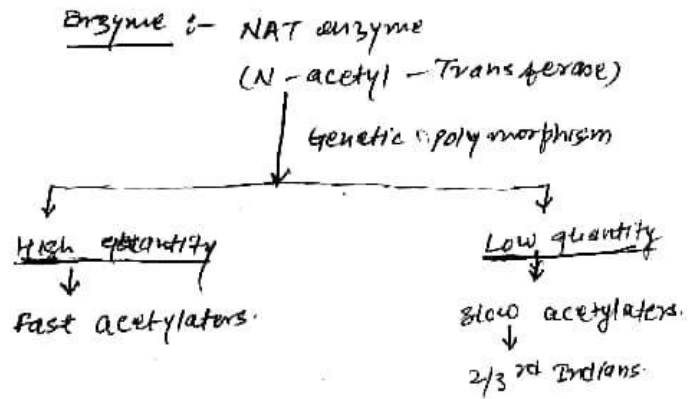 Enzyme :- NAT enzyme
(N - acetyl - Transferase)
Genetic polymorphism
High quantity
Low quantity
Fast acetylaters.
Slow acetylaters.
2/3rd Indians.